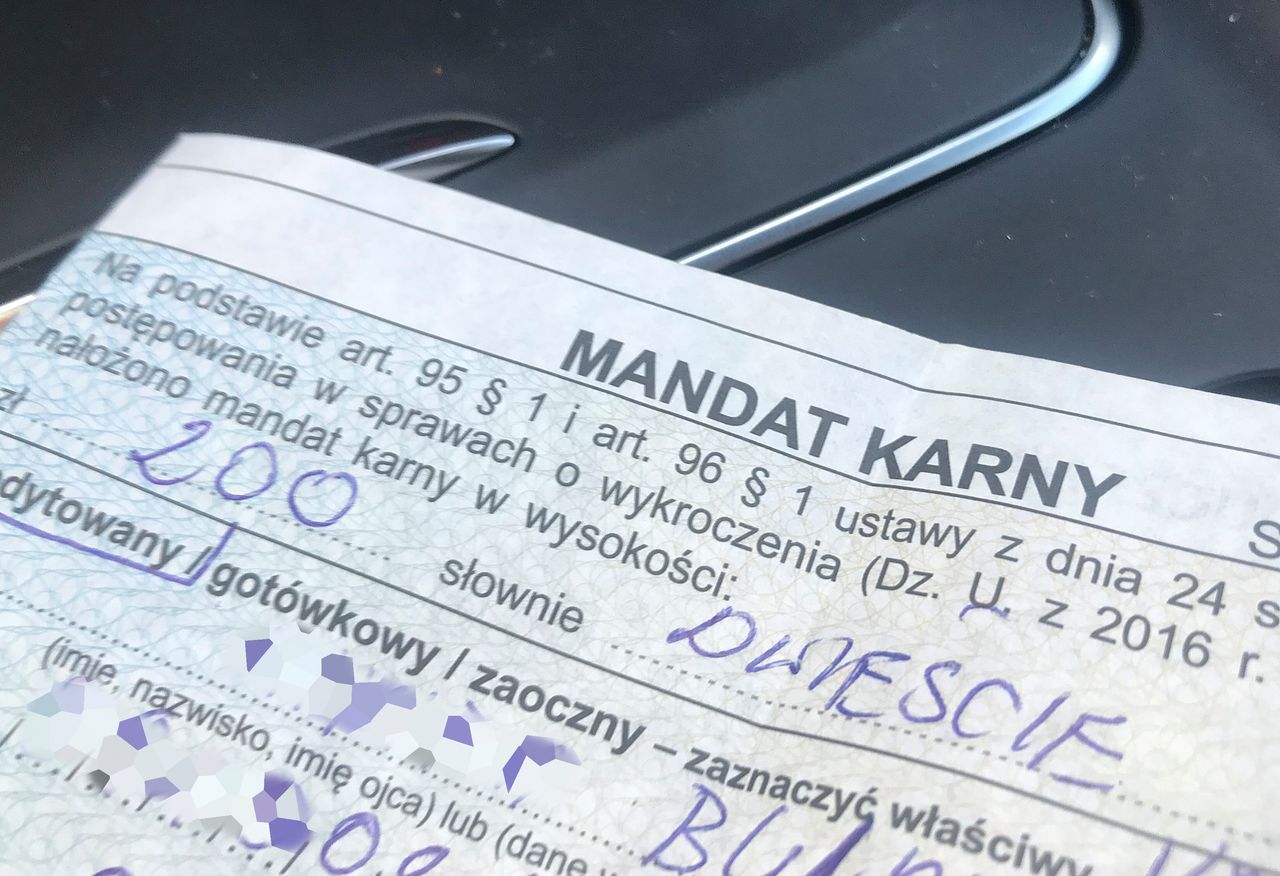 MANDAT KARNY S
Na podstawie art. 95 § 1 i art. 96 § 1 ustawy z dnia 24 s
postępowania w sprawach o wykroczenia (Dz. U. z 2016 r.
nałożono mandat karny w wysokości:
zł 200 słownie DWIEŚCIE
edytowany / gotówkowy / zaoczny – zaznaczyć właściwy
(imię, nazwisko, imię ojca) lub (dane